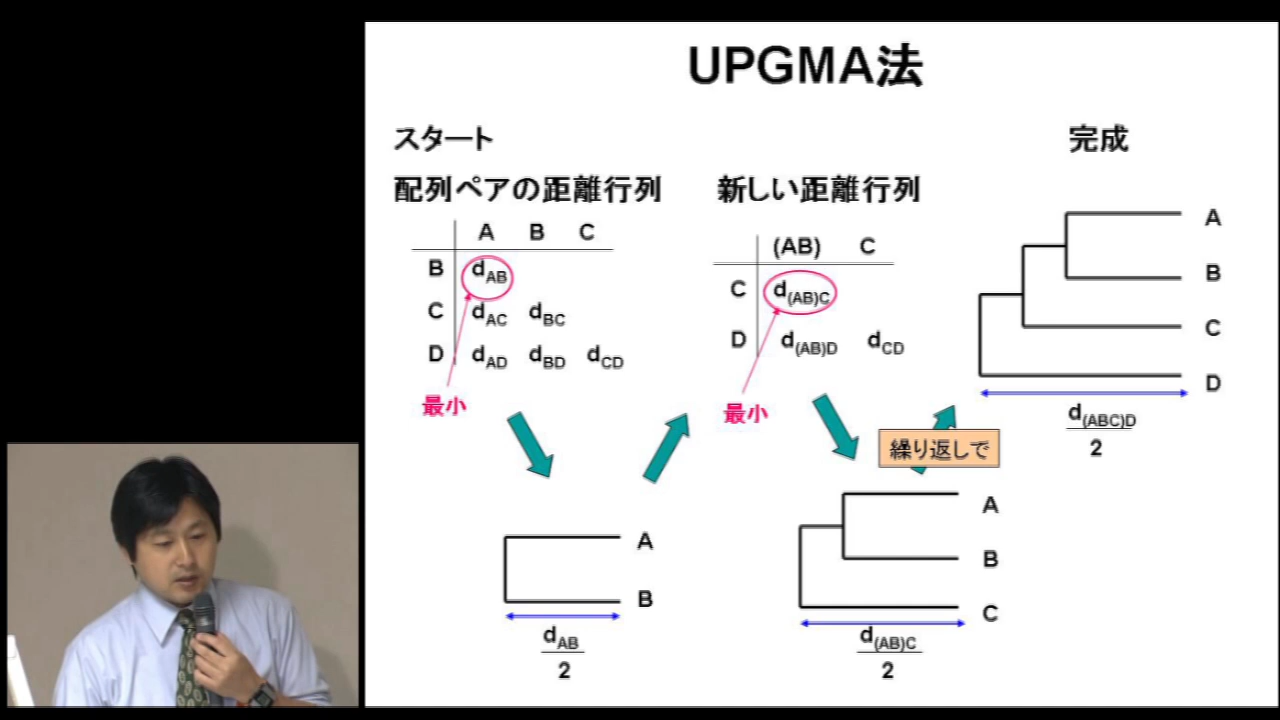 UPGMA法
スタート
配列ペアの距離行列
A B C
B dAB
C dAC dBC
D dAD dBD dCD
最小
新しい距離行列
(AB) C
C d(AB)C
D d(AB)D dCD
最小
完成
A
B
C
D
d(ABC)D
2
繰り返しで
A
B
dAB
2
A
B
C
d(AB)C
2